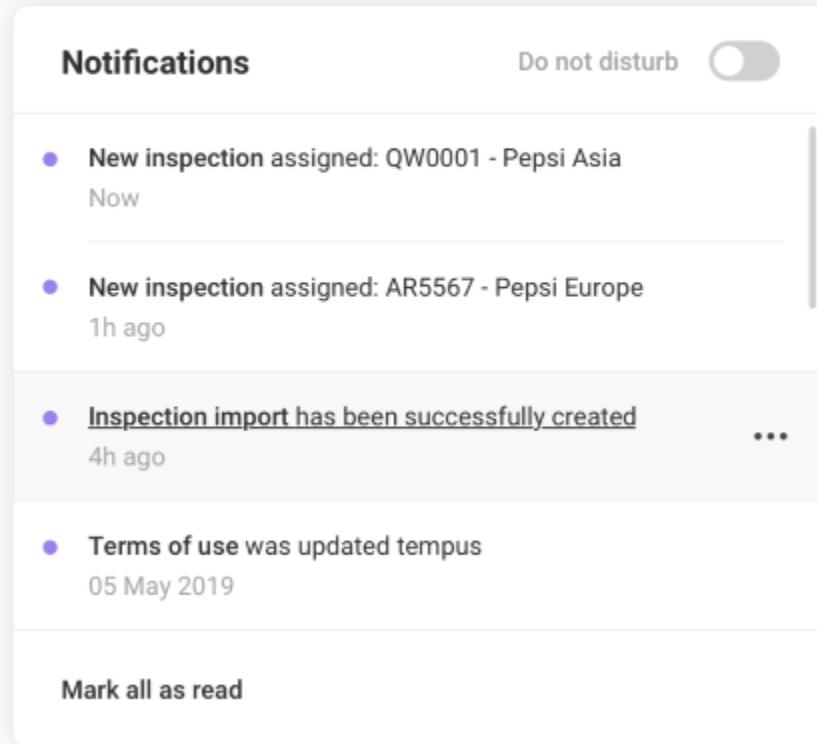 Notifications
Do not disturb
New inspection assigned: QW0001 - Pepsi Asia
Now
New inspection assigned: AR5567 - Pepsi Europe
1h ago
Inspection import has been successfully created
4h ago
Terms of use was updated tempus
05 May 2019
Mark all as read